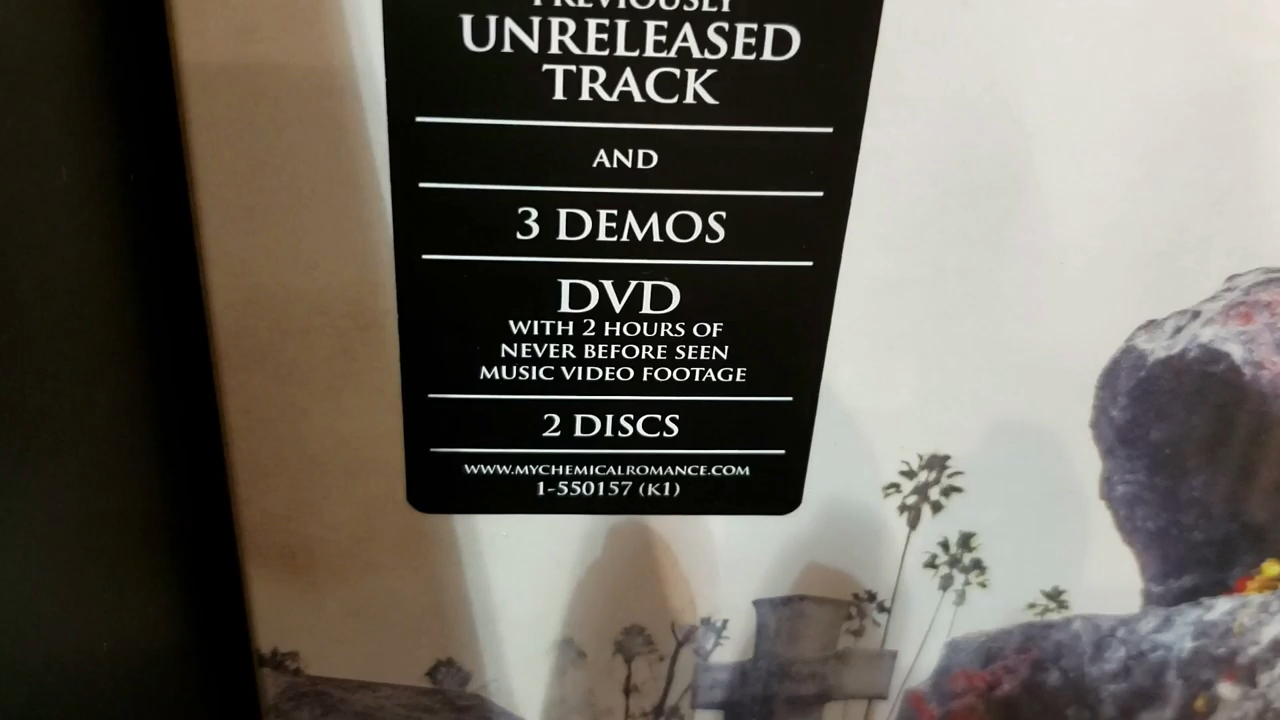 PREVIOUSLY
UNRELEASED
TRACK
AND
3 DEMOS
DVD
WITH 2 HOURS OF
NEVER BEFORE SEEN
MUSIC VIDEO FOOTAGE
2 DISCS
WWW.MYCHEMICALROMANCE.COM
1-550157 (K1)